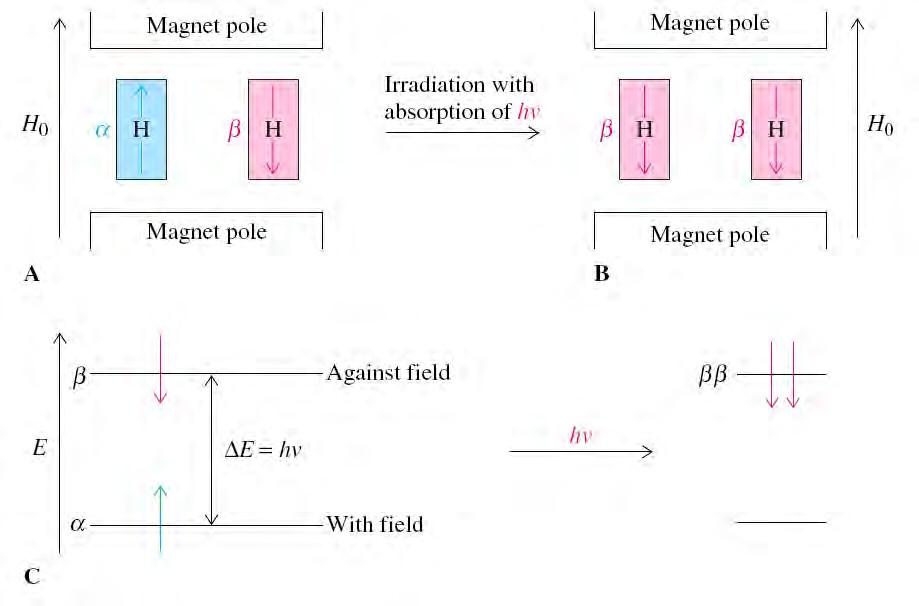 Magnet pole
Magnet pole
Irradiation with
absorption of hν
H₀
α
H
β
H
β
H
β
H
H₀
Magnet pole
Magnet pole
A
B
β
Against field
ββ
E
ΔE = hν
hν
α
With field
C